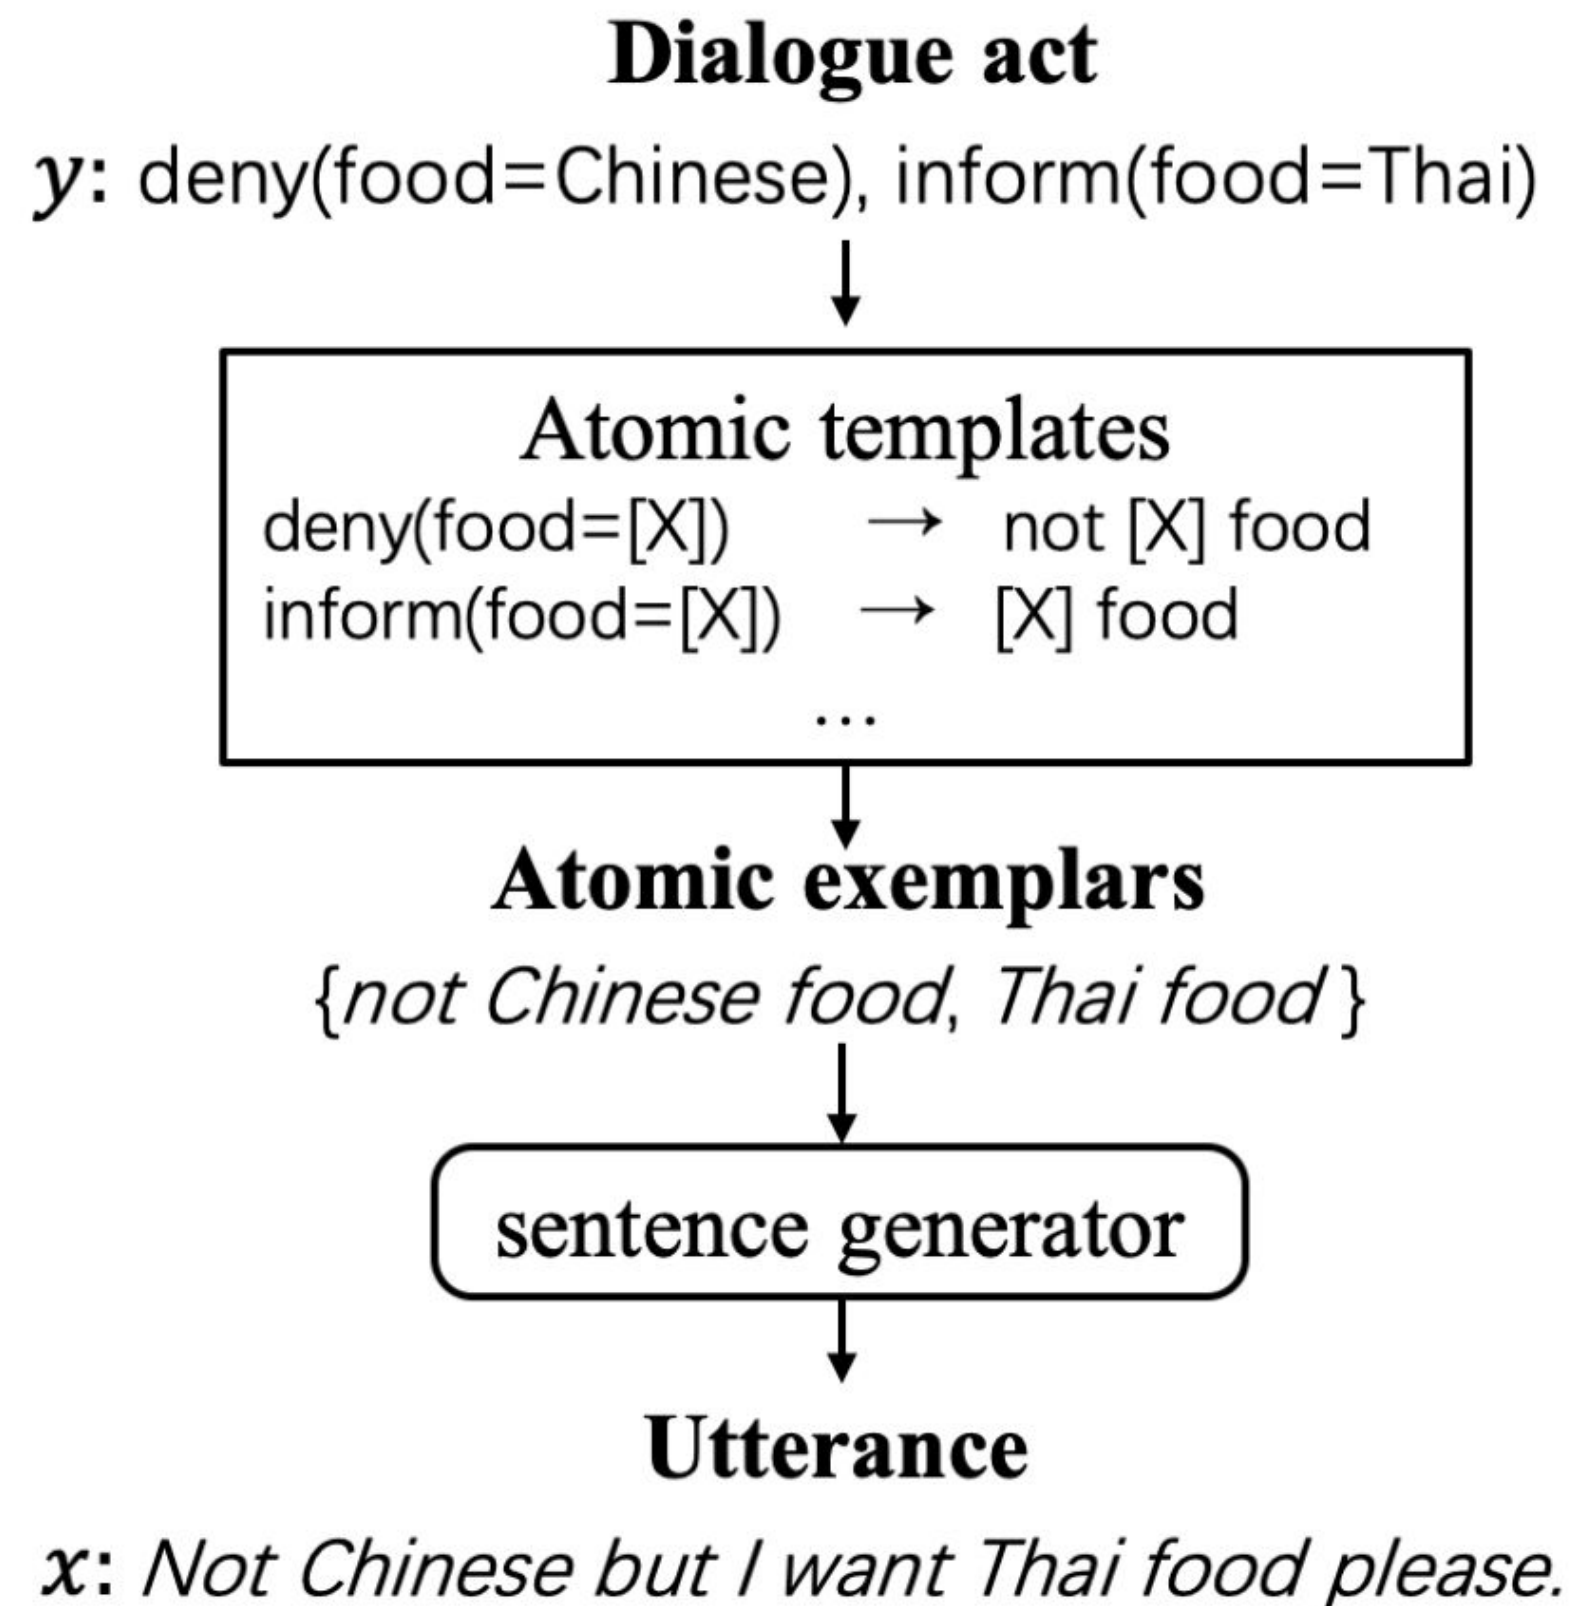 Dialogue act
y: deny(food=Chinese), inform(food=Thai)
Atomic templates
deny(food=[X]) → not [X] food
inform(food=[X]) → [X] food
...
Atomic exemplars
{not Chinese food, Thai food }
sentence generator
Utterance
x: Not Chinese but I want Thai food please.